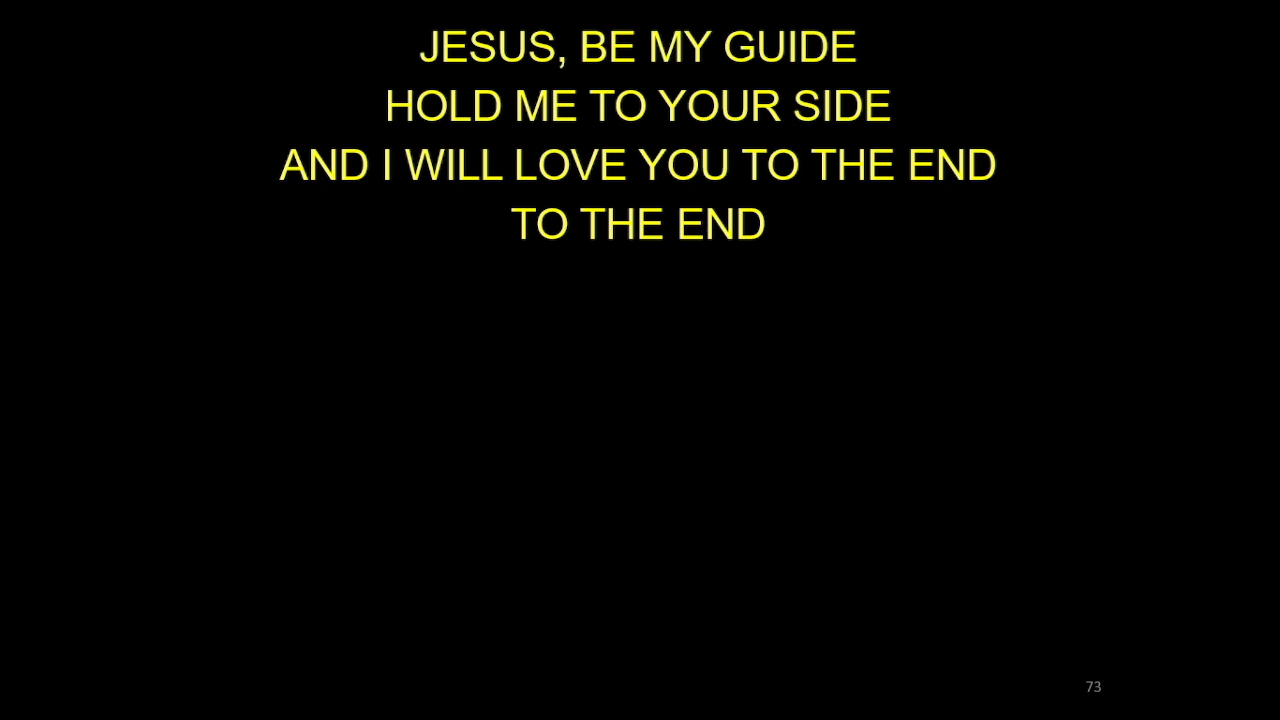 JESUS, BE MY GUIDE
HOLD ME TO YOUR SIDE
AND I WILL LOVE YOU TO THE END
TO THE END
73